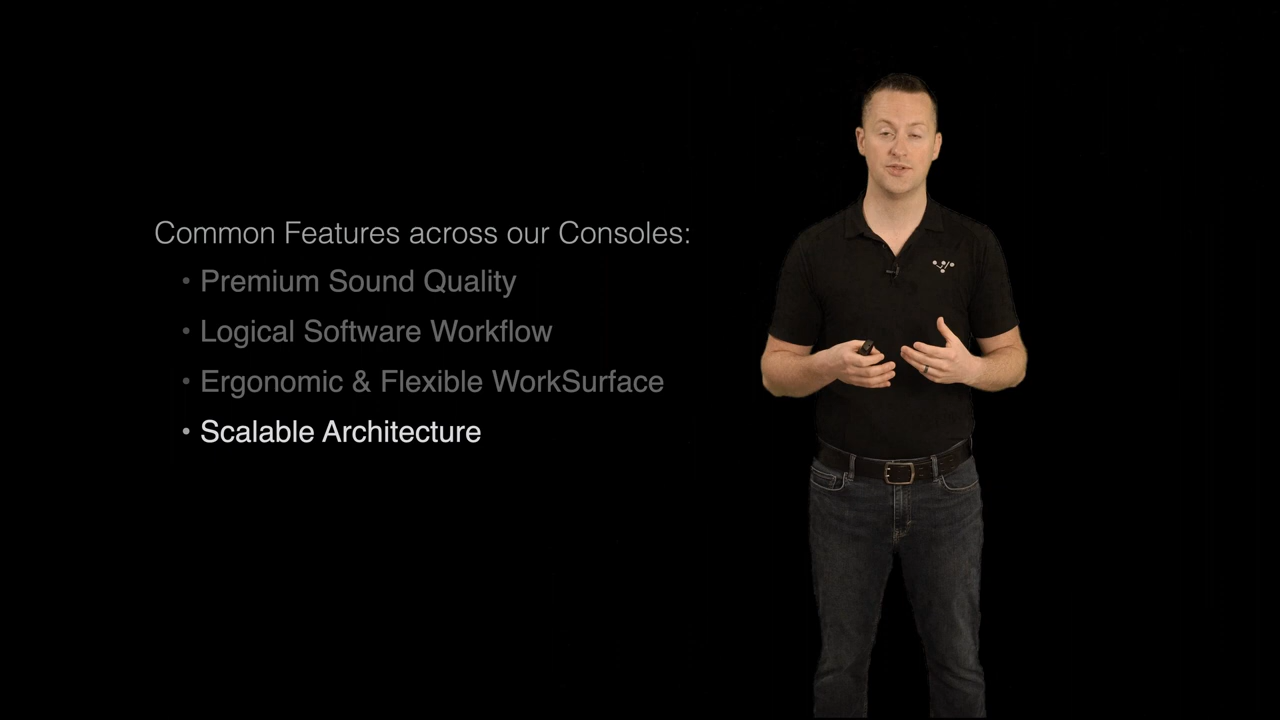 Common Features across our Consoles:
• Premium Sound Quality
• Logical Software Workflow
• Ergonomic & Flexible WorkSurface
• Scalable Architecture